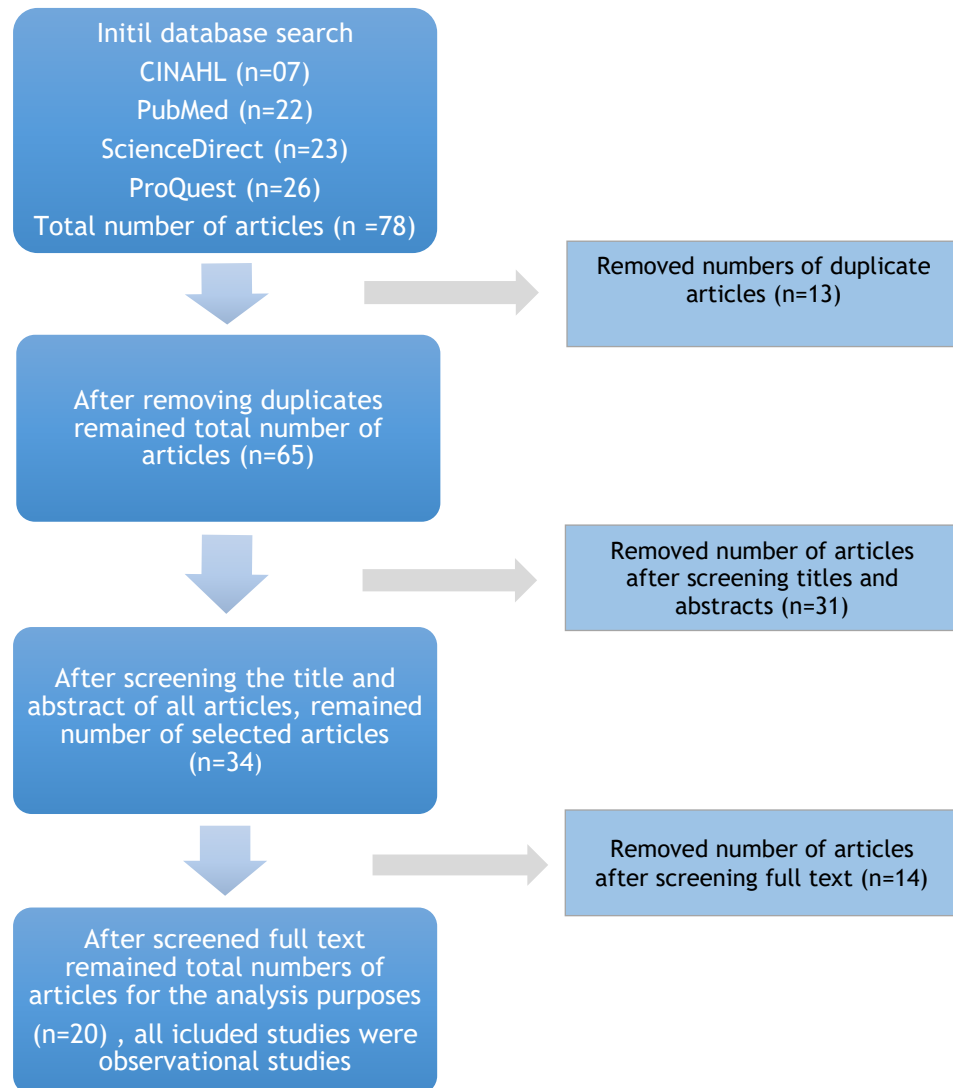 Initil database search
CINAHL (n=07)
PubMed (n=22)
ScienceDirect (n=23)
ProQuest (n=26)
Total number of articles (n =78)
Removed numbers of duplicate
articles (n=13)
After removing duplicates
remained total number of
articles (n=65)
Removed number of articles
after screening titles and
abstracts (n=31)
After screening the title and
abstract of all articles, remained
number of selected articles
(n=34)
Removed number of articles
after screening full text (n=14)
After screened full text
remained total numbers of
articles for the analysis purposes
(n=20) , all icluded studies were
observational studies